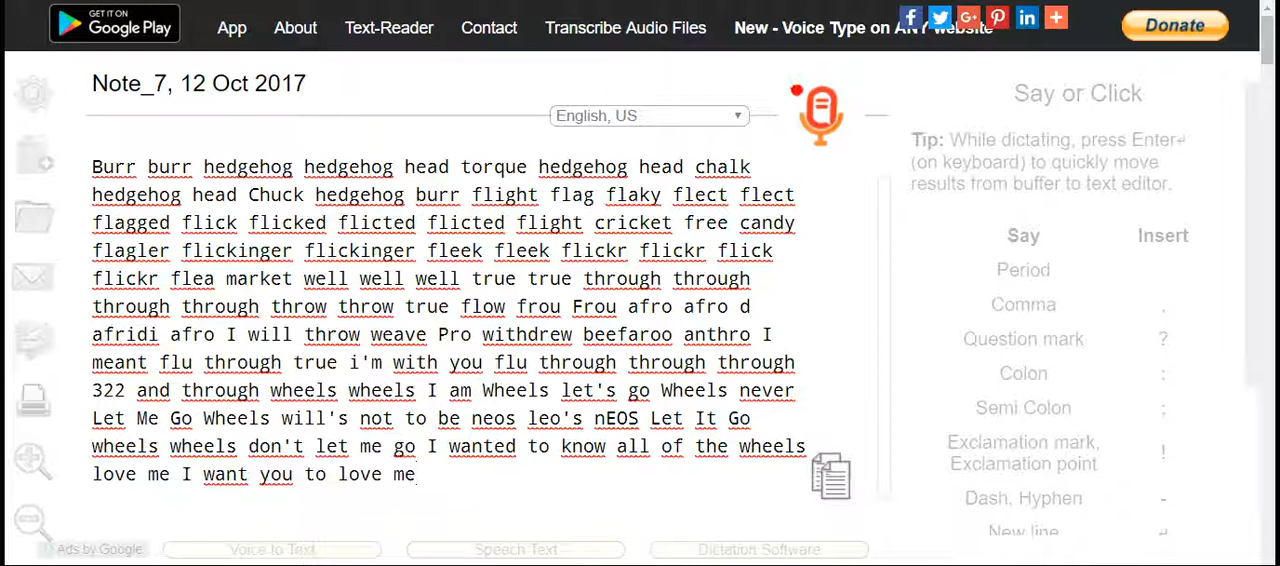 GET IT ON
Google Play
App About Text-Reader Contact Transcribe Audio Files New - Voice Type on ANY website
Donate
Note_7, 12 Oct 2017
English, US
Burr burr hedgehog hedgehog head torque hedgehog head chalk
hedgehog head Chuck hedgehog burr flight flag flaky flect flect
flagged flick flicked flicted flicted flight cricket free candy
flagler flickinger flickinger fleek fleek flickr flickr flick
flickr flea market well well well true true through through
through through throw throw true flow frou Frou afro afro d
afridi afro I will throw weave Pro withdrew beefaroo anthro I
meant flu through true i'm with you flu through through through
322 and through wheels wheels I am Wheels let's go Wheels never
Let Me Go Wheels will's not to be neos leo's nEOS Let It Go
wheels wheels don't let me go I wanted to know all of the wheels
love me I want you to love me
Say or Click
Tip: While dictating, press Enter↵
(on keyboard) to quickly move
results from buffer to text editor.
Say Insert
Period .
Comma ,
Question mark ?
Colon :
Semi Colon ;
Exclamation mark,
Exclamation point !
Dash, Hyphen -
New line ↵
Ads by Google
Voice to Text
Speech Text
Dictation Software